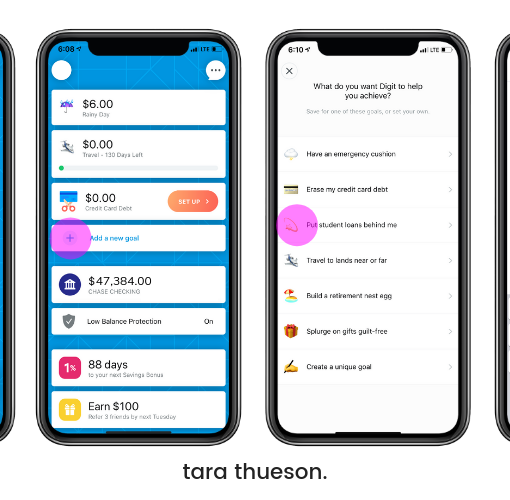 6:08
LTE
$6.00
Rainy Day
$0.00
Travel - 139 Days Left
$0.00
Credit Card Debt
SET UP
Add a new goal
$47,384.00
CHASE CHECKING
Low Balance Protection
On
1%
88 days
to your next Savings Bonus
Earn $100
Refer 3 friends by next Tuesday
6:10
LTE
What do you want Digit to help
you achieve?
Save for one of these goals, or set your own
Have an emergency cushion
Erase my credit card debt
Put student loans behind me
Travel to lands near or far
Build a retirement nest egg
Splurge on gifts guilt-free
Create a unique goal
tara thueson.